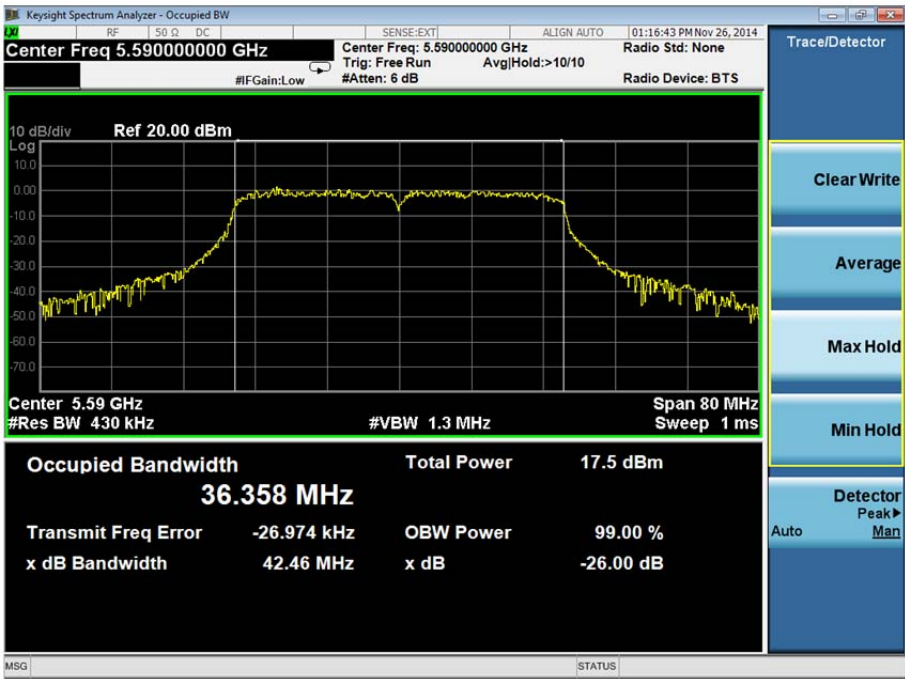 Keysight Spectrum Analyzer - Occupied BW
LXI RF 50 Ω DC SENSE:EXT ALIGN AUTO 01:16:43 PM Nov 26, 2014
Center Freq 5.590000000 GHz
Center Freq: 5.590000000 GHz
Radio Std: None
Trig: Free Run Avg|Hold:>10/10
#IFGain:Low #Atten: 6 dB Radio Device: BTS
Trace/Detector
10 dB/div Ref 20.00 dBm
Log
10.0
0.00
-10.0
-20.0
-30.0
-40.0
-50.0
-60.0
-70.0
Center 5.59 GHz Span 80 MHz
#Res BW 430 kHz #VBW 1.3 MHz Sweep 1 ms
Occupied Bandwidth Total Power 17.5 dBm
36.358 MHz
Transmit Freq Error -26.974 kHz OBW Power 99.00 %
x dB Bandwidth 42.46 MHz x dB -26.00 dB
Clear Write
Average
Max Hold
Min Hold
Detector
Peak▶
Auto Man
MSG STATUS